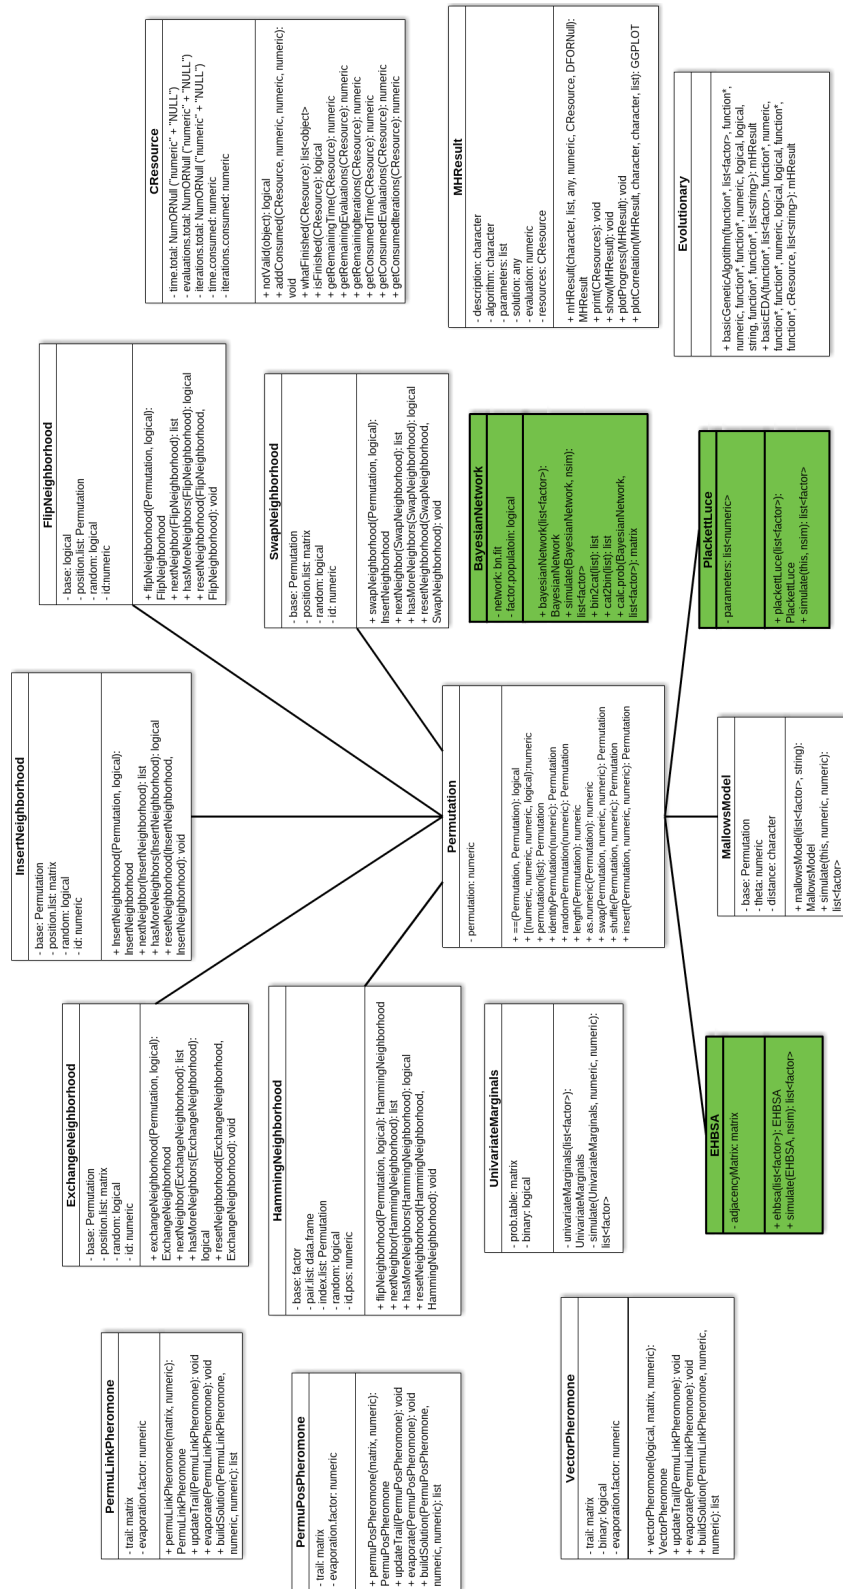 CResource
- time.total: NumORNull ("numeric" + "NULL")
- evaluations.total: NumORNull ("numeric" + "NULL")
- iterations.total: NumORNull ("numeric" + "NULL")
- time.consumed: numeric
- iterations.consumed: numeric
+ notValid(object): logical
+ addConsumed(CResource, numeric, numeric, numeric):
void
+ whatFinished(CResource): list<object>
+ isFinished(CResource): logical
+ getRemainingTime(CResource): numeric
+ getRemainingEvaluations(CResource): numeric
+ getRemainingIterations(CResource): numeric
+ getConsumedTime(CResource): numeric
+ getConsumedEvaluations(CResource): numeric
+ getConsumedIterations(CResource): numeric
MHResult
- description: character
- algorithm: character
- parameters: list
- solution: any
- evaluation: numeric
- resources: CResource
+ mHResult(character, list, any, numeric, CResource, DFORNull):
MHResult
+ print(CResources): void
+ show(MHResult): void
+ plotProgress(MHResult): void
+ plotCorrelation(MHResult, character, character, list): GGPLOT
Evolutionary
+ basicGeneticAlgotithm(function*, list<factor>, function*,
numeric, function*, function*, numeric, logical, logical,
string, function*, function*, list<string>): mHResult
+ basicEDA(function*, list<factor>, function*, numeric,
function*, function*, numeric, logical, logical, function*,
function*, cResource, list<string>): mHResult
FlipNeighborhood
- base: logical
- position.list: Permutation
- random: logical
- id:numeric
+ flipNeighborhood(Permutation, logical):
FlipNeighborhood
+ nextNeighbor(FlipNeighborhood): list
+ hasMoreNeighbors(FlipNeighborhood): logical
+ resetNeighborhood(FlipNeighborhood,
FlipNeighborhood): void
SwapNeighborhood
- base: Permutation
- position.list: matrix
- random: logical
- id: numeric
+ swapNeighborhood(Permutation, logical):
InsertNeighborhood
+ nextNeighbor(SwapNeighborhood): list
+ hasMoreNeighbors(SwapNeighborhood): logical
+ resetNeighborhood(SwapNeighborhood,
SwapNeighborhood): void
BayesianNetwork
- network: bn.fit
- factor.populatoin: logical
+ bayesianNetwork(list<factor>):
BayesianNetwork
+ simulate(BayesianNetwork, nsim):
list<factor>
+ bin2cat(list): list
+ cat2bin(list): list
+ calc.prob(BayesianNetwork,
list<factor>): matrix
PlackettLuce
- parameters: list<numeric>
+ plackettLuce(list<factor>):
PlackettLuce
+ simulate(this, nsim): list<factor>
InsertNeighborhood
- base: Permutation
- position.list: matrix
- random: logical
- id: numeric
+ InsertNeighborhood(Permutation, logical):
InsertNeighborhood
+ nextNeighbor(InsertNeighborhood): list
+ hasMoreNeighbors(InsertNeighborhood): logical
+ resetNeighborhood(InsertNeighborhood,
InsertNeighborhood): void
Permutation
- permutation: numeric
+ ==(Permutation, Permutation): logical
+ [(numeric, numeric, logical):numeric
+ permutation(list): Permutation
+ identityPermutation(numeric): Permutation
+ randomPermutation(numeric): Permutation
+ length(Permutation): numeric
+ as.numeric(Permutation): numeric
+ swap(Permutation, numeric, numeric): Permutation
+ shuffle(Permutation, numeric): Permutation
+ insert(Permutation, numeric, numeric): Permutation
MallowsModel
- base: Permutation
- theta: numeric
- distance: character
+ mallowsModel(list<factor>, string):
MallowsModel
+ simulate(this, numeric, numeric):
list<factor>
ExchangeNeighborhood
- base: Permutation
- position.list: matrix
- random: logical
- id: numeric
+ exchangeNeighborhood(Permutation, logical):
ExchangeNeighborhood
+ nextNeighbor(ExchangeNeighborhood): list
+ hasMoreNeighbors(ExchangeNeighborhood):
logical
+ resetNeighborhood(ExchangeNeighborhood,
ExchangeNeighborhood): void
HammingNeighborhood
- base: factor
- pair.list: data.frame
- index.list: Permutation
- random: logical
- id.pos: numeric
+ flipNeighborhood(Permutation, logical): HammingNeighborhood
+ nextNeighbor(HammingNeighborhood): list
+ hasMoreNeighbors(HammingNeighborhood): logical
+ resetNeighborhood(HammingNeighborhood,
HammingNeighborhood): void
UnivariateMarginals
- prob.table: matrix
- binary: logical
- univariateMarginals(list<factor>):
UnivariateMarginals
- simulate(UnivariateMarginals, numeric, numeric):
list<factor>
EHBSA
- adjacencyMatrix: matrix
+ ehbsa(list<factor>): EHBSA
+ simulate(EHBSA, nsim): list<factor>
PermuLinkPheromone
- trail: matrix
- evaporation.factor: numeric
+ permuLinkPheromone(matrix, numeric):
PermuLinkPheromone
+ updateTrail(PermuLinkPheromone): void
+ evaporate(PermuLinkPheromone): void
+ buildSolution(PermuLinkPheromone,
numeric, numeric): list
PermuPosPheromone
- trail: matrix
- evaporation.factor: numeric
+ permuPosPheromone(matrix, numeric):
PermuPosPheromone
+ updateTrail(PermuPosPheromone): void
+ evaporate(PermuPosPheromone): void
+ buildSolution(PermuPosPheromone,
numeric, numeric): list
VectorPheromone
- trail: matrix
- binary: logical
- evaporation.factor: numeric
+ vectorPheromone(logical, matrix, numeric):
VectorPheromone
+ updateTrail(PermuLinkPheromone): void
+ evaporate(PermuLinkPheromone): void
+ buildSolution(PermuLinkPheromone, numeric,
numeric): list